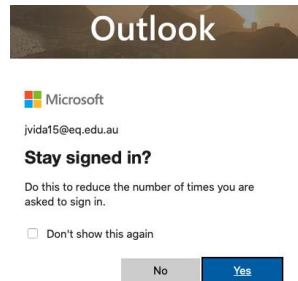 Outlook
Microsoft
jvida15@eq.edu.au
Stay signed in?
Do this to reduce the number of times you are
asked to sign in.
Don't show this again
No
Yes